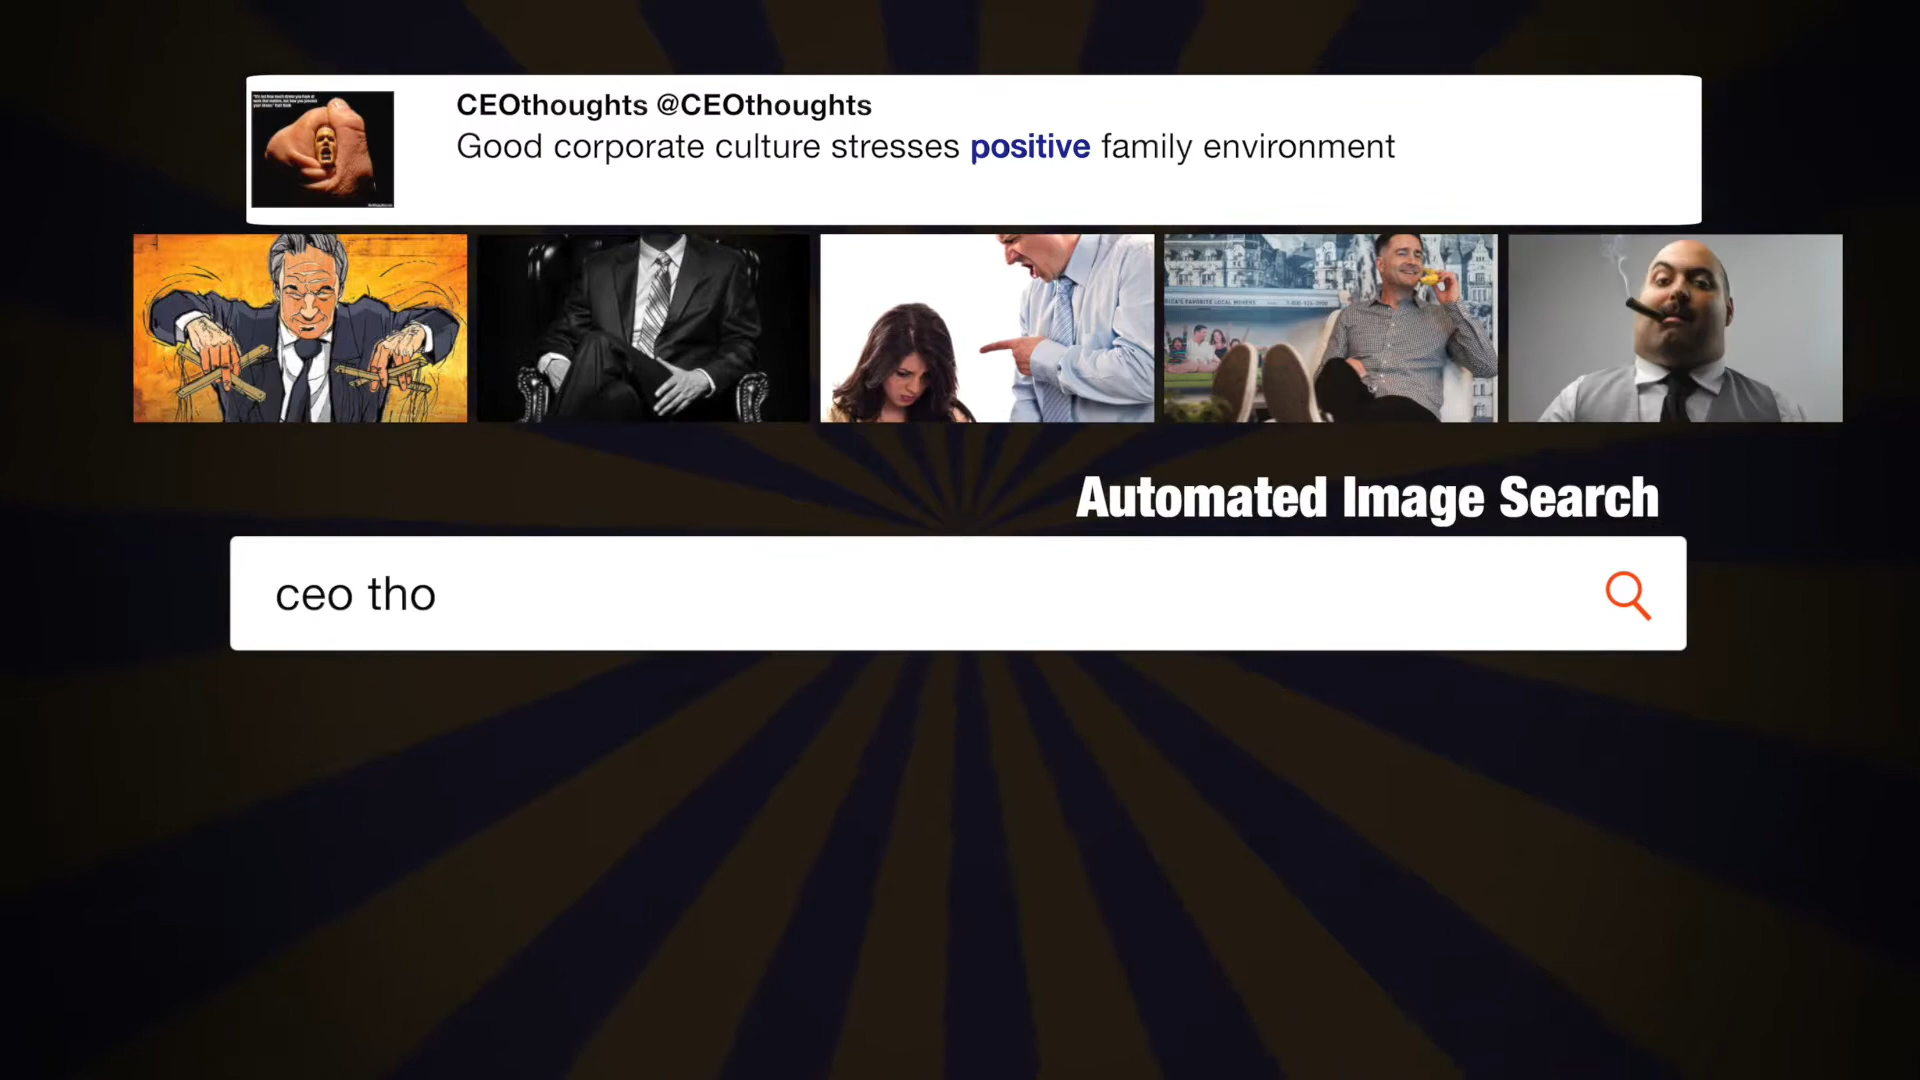 CEOthoughts @CEOthoughts
Good corporate culture stresses positive family environment
Automated Image Search
ceo tho